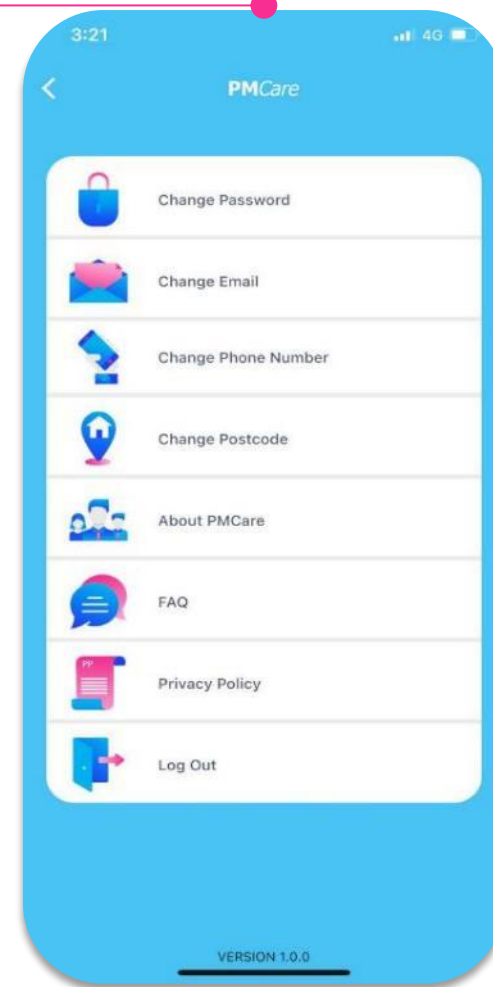 3:21
4G
PMCare
Change Password
Change Email
Change Phone Number
Change Postcode
About PMCare
FAQ
PP
Privacy Policy
Log Out
VERSION 1.0.0